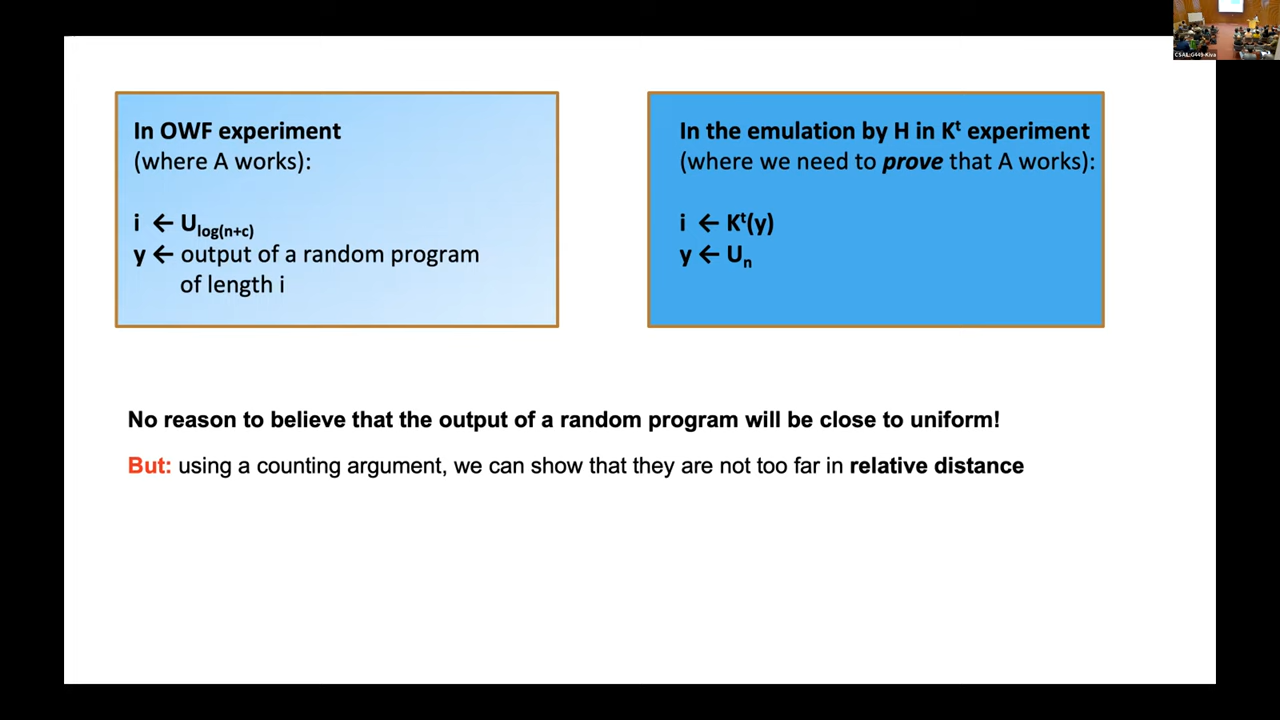 In OWF experiment
(where A works):
i ← Ulog(n+c)
y ← output of a random program
of length i
In the emulation by H in Kᵗ experiment
(where we need to prove that A works):
i ← Kᵗ(y)
y ← Uₙ
No reason to believe that the output of a random program will be close to uniform!
But: using a counting argument, we can show that they are not too far in relative distance